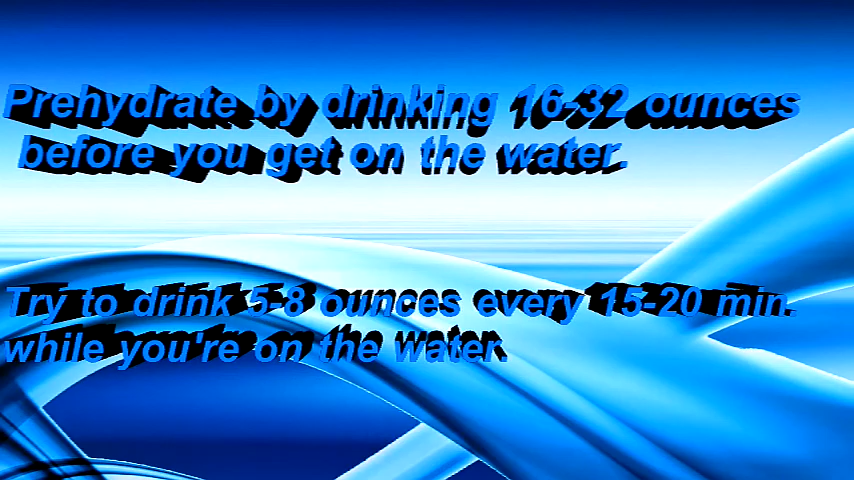 Prehydrate by drinking 16-32 ounces
before you get on the water.
Try to drink 5-8 ounces every 15-20 min.
while you're on the water.